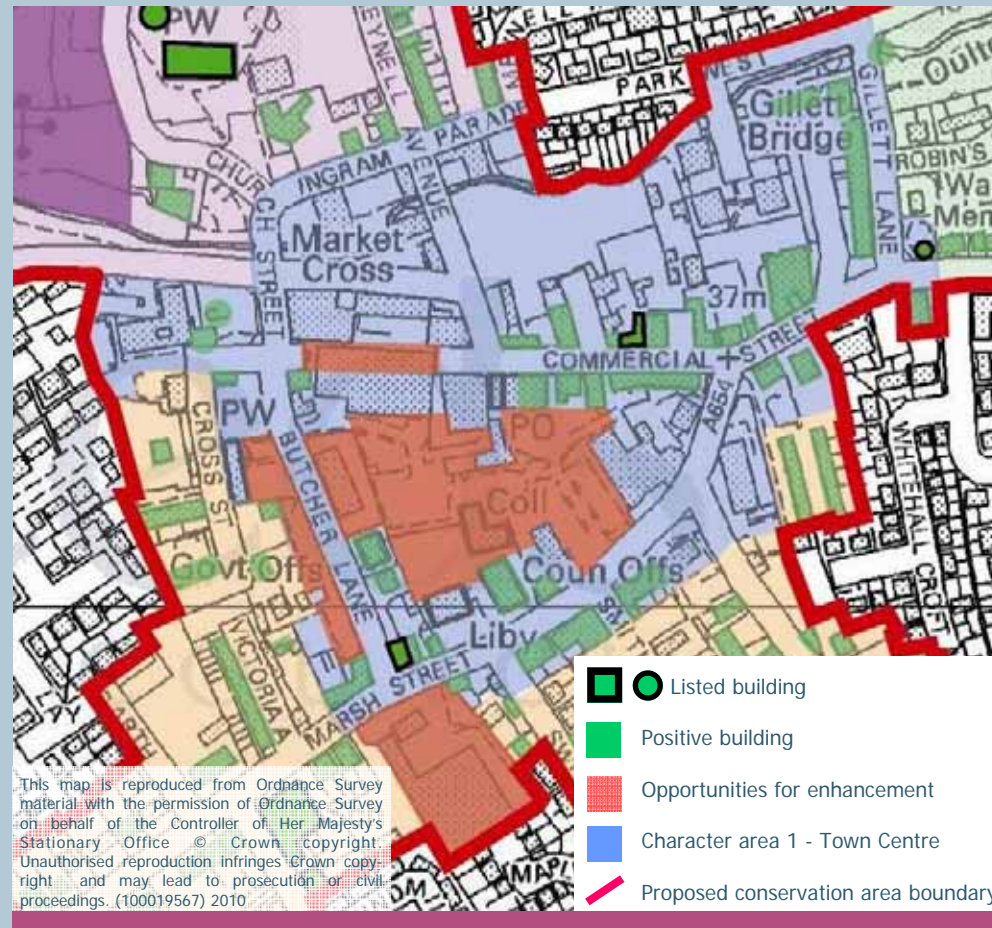 PW
PARK
WEST
Gillett
Bridge
GILLETT LANE
ROBIN'S
AVENUE
INGRAM PARADE
CHURCH STREET
Market
Cross
37m
COMMERCIAL STREET
A654
PW
CROSS ST
BUTCHER LANE
PO
Coll
Govt Offs
Coun Offs
WHITEHALL CROFT
Liby
MARSH STREET
Listed building
Positive building
Opportunities for enhancement
Character area 1 - Town Centre
Proposed conservation area boundary
This map is reproduced from Ordnance Survey
material with the permission of Ordnance Survey
on behalf of the Controller of Her Majesty's
Stationary Office © Crown copyright.
Unauthorised reproduction infringes Crown copy-
right and may lead to prosecution or civil
proceedings. (100019567) 2010